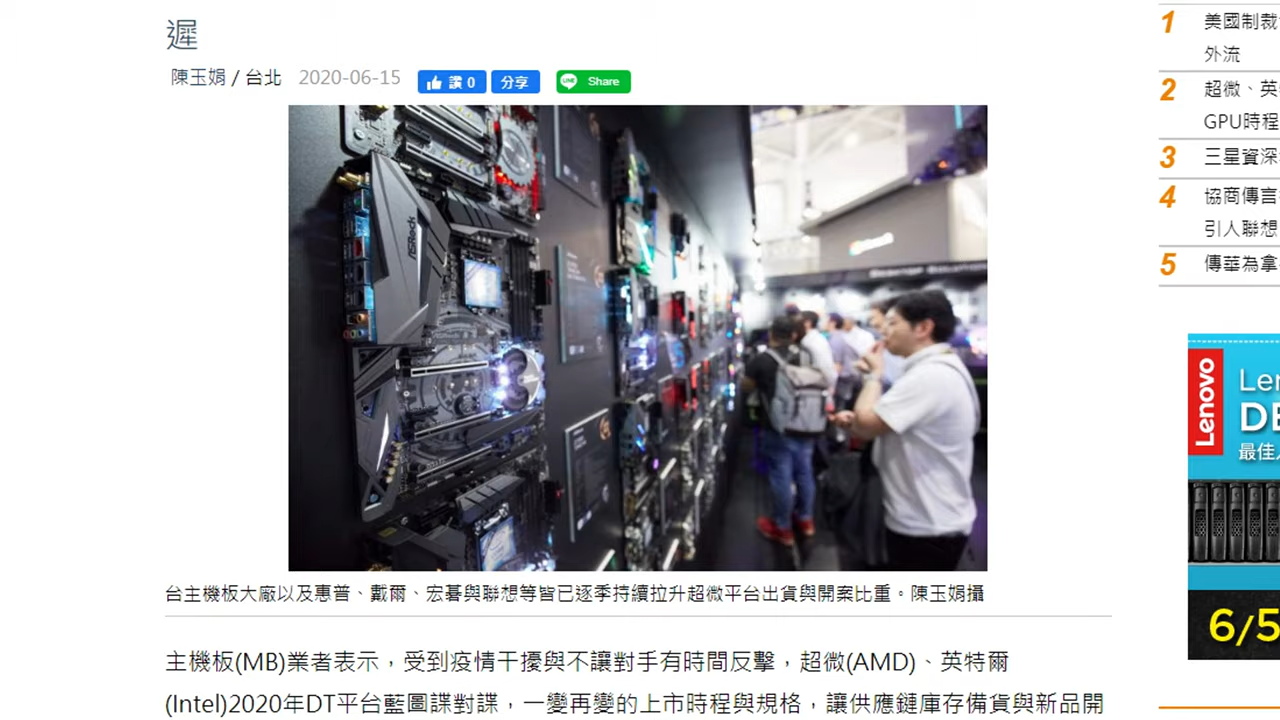 遲
陳玉娟 / 台北 2020-06-15 讚 0 分享 LINE Share
ASRock
台主機板大廠以及惠普、戴爾、宏碁與聯想等皆已逐季持續拉升超微平台出貨與開案比重。陳玉娟攝
主機板(MB)業者表示，受到疫情干擾與不讓對手有時間反擊，超微(AMD)、英特爾
(Intel)2020年DT平台藍圖諜對諜，一變再變的上市時程與規格，讓供應鏈庫存備貨與新品開
1 美國制裁
外流
2 超微、英
GPU時程
3 三星資深
4 協商傳言
引人聯想
5 傳華為拿
Lenovo
Len
DE
最佳
6/5